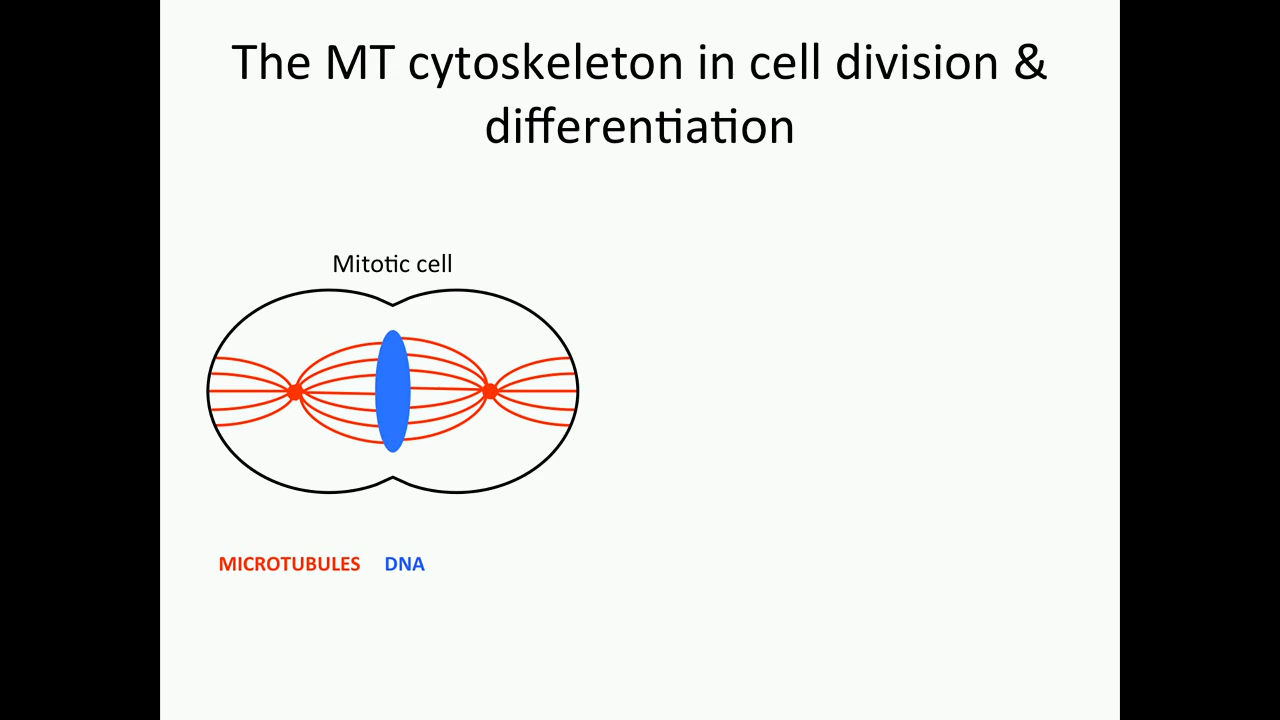 The MT cytoskeleton in cell division &
differentiation
Mitotic cell
MICROTUBULES DNA